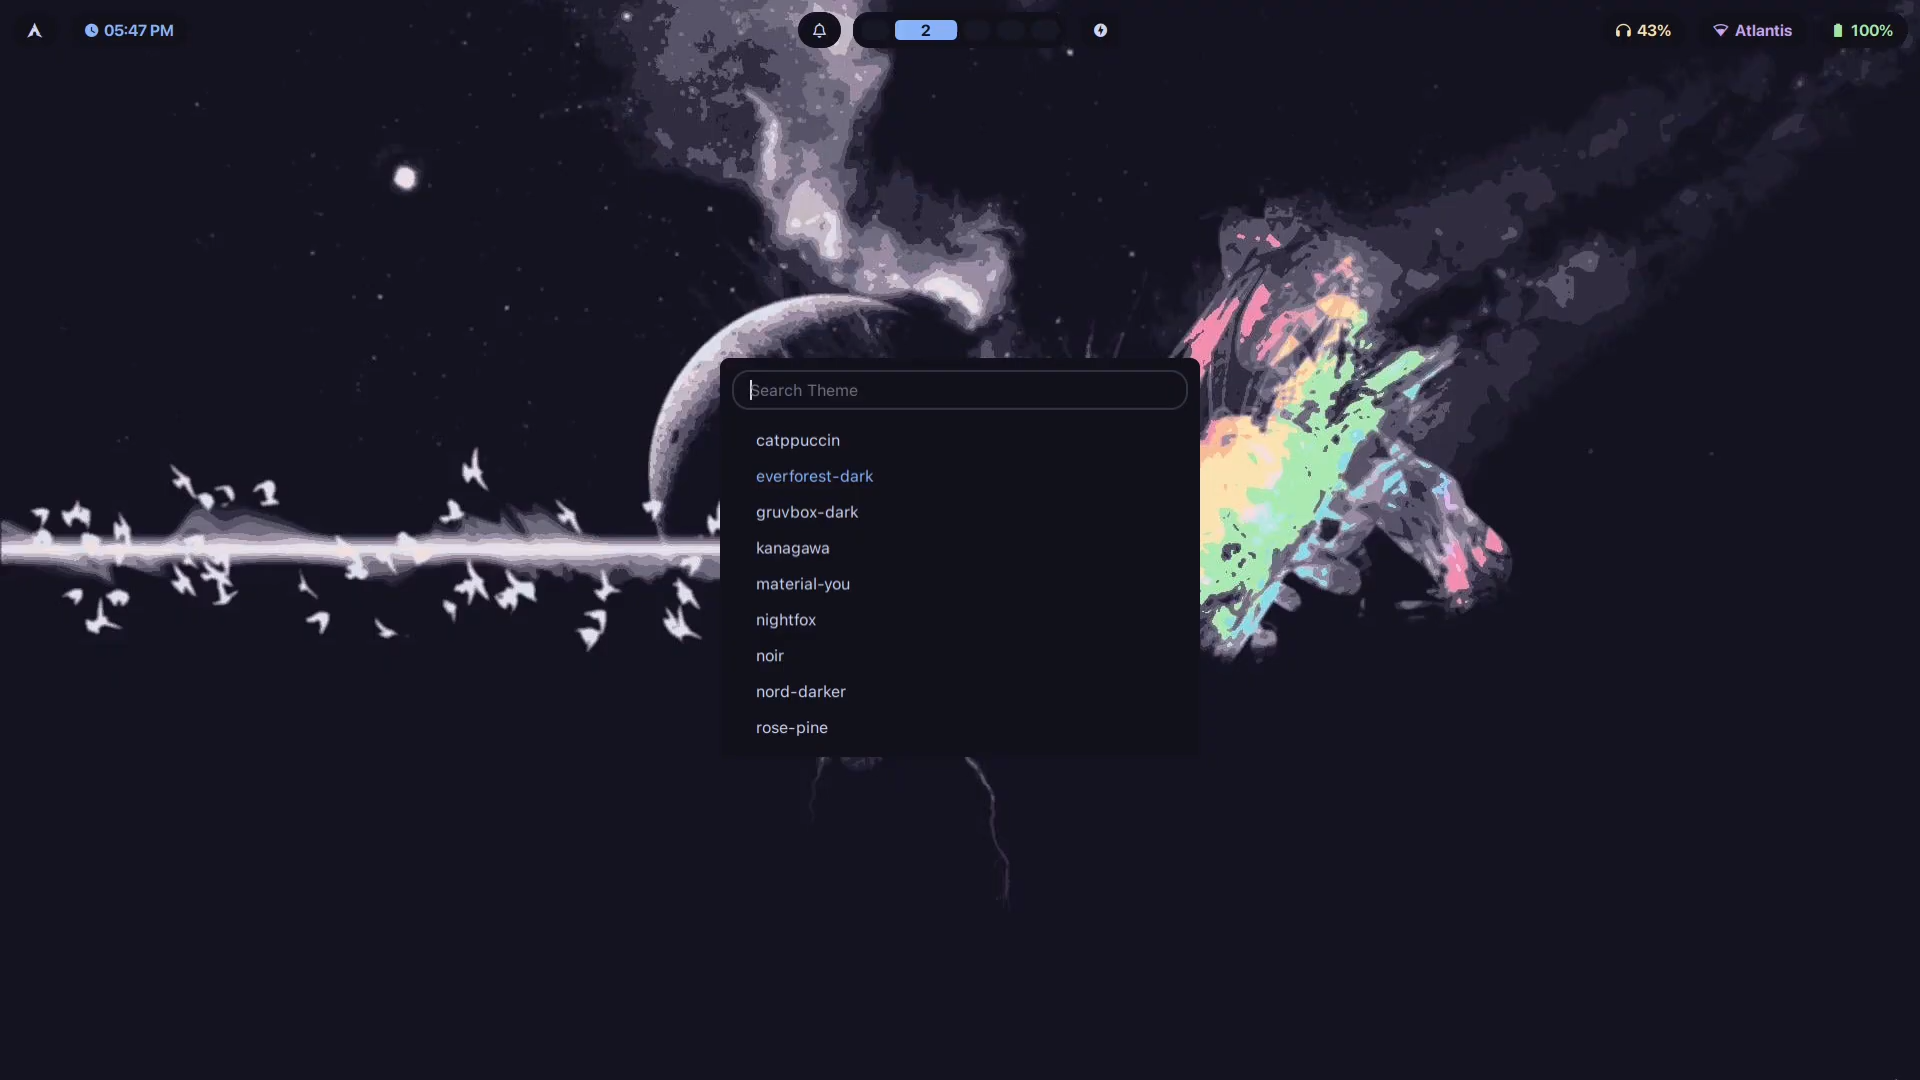 05:47 PM
2
43%
Atlantis
100%
Search Theme
catppuccin
everforest-dark
gruvbox-dark
kanagawa
material-you
nightfox
noir
nord-darker
rose-pine